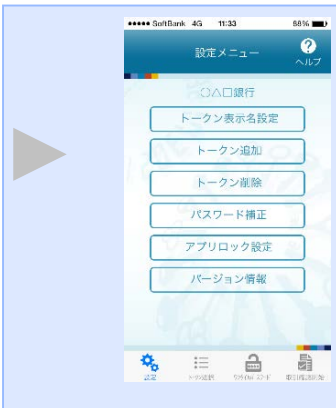 SoftBank 4G 11:33 88%
設定メニュー
?
ヘルプ
○△□銀行
トークン表示名設定
トークン追加
トークン削除
パスワード補正
アプリロック設定
バージョン情報
設定